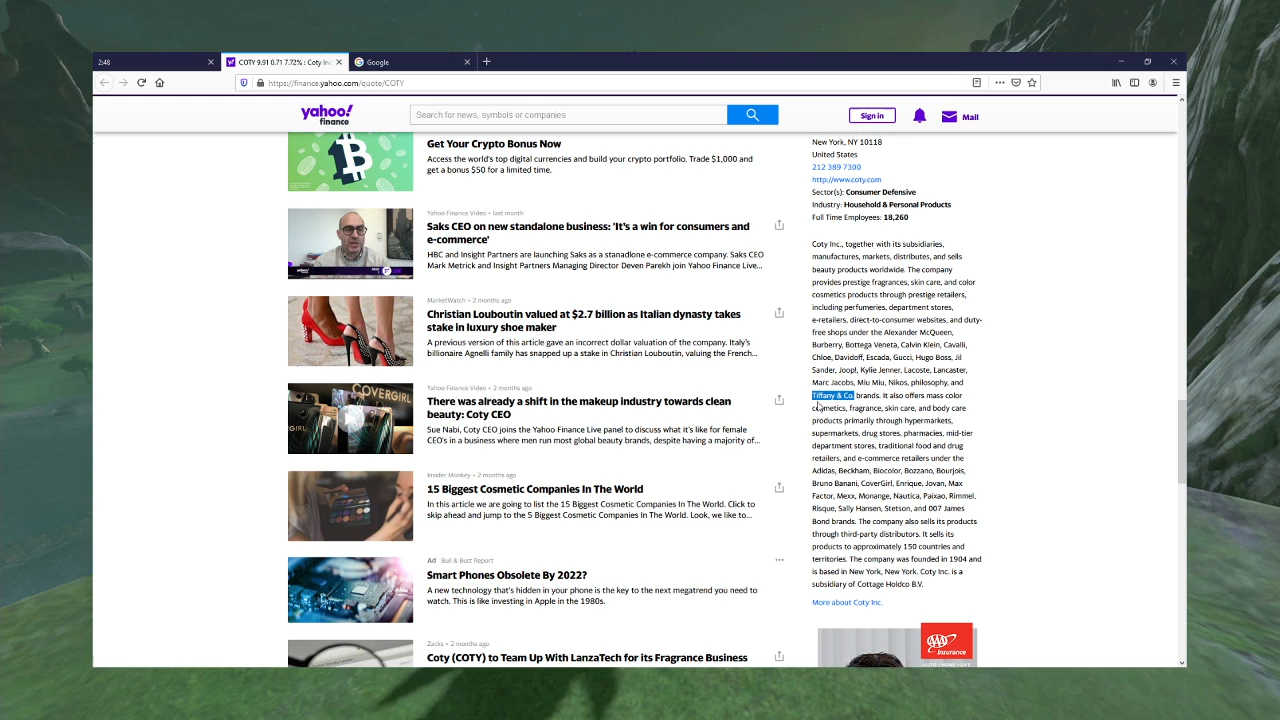 2:48
COTY 9.91 0.71 7.72% : Coty Inc
Google
https://finance.yahoo.com/quote/COTY
yahoo!
finance
Search for news, symbols or companies
Sign in
Mail
Get Your Crypto Bonus Now
Access the world's top digital currencies and build your crypto portfolio. Trade $1,000 and
get a bonus $50 for a limited time.
Yahoo Finance Video • last month
Saks CEO on new standalone business: 'It's a win for consumers and
e-commerce'
HBC and Insight Partners are launching Saks as a stanadlone e-commerce company. Saks CEO
Mark Metrick and Insight Partners Managing Director Deven Parekh join Yahoo Finance Live...
MarketWatch • 2 months ago
Christian Louboutin valued at $2.7 billion as Italian dynasty takes
stake in luxury shoe maker
A previous version of this article gave an incorrect dollar valuation of the company. Italy's
billionaire Agnelli family has snapped up a stake in Christian Louboutin, valuing the French...
COVERGIRL
Yahoo Finance Video • 2 months ago
There was already a shift in the makeup industry towards clean
beauty: Coty CEO
Sue Nabi, Coty CEO joins the Yahoo Finance Live panel to discuss what it's like for female
CEO's in a business where men run most global beauty brands, despite having a majority of...
Insider Monkey • 2 months ago
15 Biggest Cosmetic Companies In The World
In this article we are going to list the 15 Biggest Cosmetic Companies In The World. Click to
skip ahead and jump to the 5 Biggest Cosmetic Companies In The World. Look, we like to...
Ad Bull & Bust Report
Smart Phones Obsolete By 2022?
A new technology that's hidden in your phone is the key to the next megatrend you need to
watch. This is like investing in Apple in the 1980s.
Zacks • 2 months ago
Coty (COTY) to Team Up With LanzaTech for its Fragrance Business
New York, NY 10118
United States
212 389 7300
http://www.coty.com
Sector(s): Consumer Defensive
Industry: Household & Personal Products
Full Time Employees: 18,260
Coty Inc., together with its subsidiaries,
manufactures, markets, distributes, and sells
beauty products worldwide. The company
provides prestige fragrances, skin care, and color
cosmetics products through prestige retailers,
including perfumeries, department stores,
e-retailers, direct-to-consumer websites, and duty-
free shops under the Alexander McQueen,
Burberry, Bottega Veneta, Calvin Klein, Cavalli,
Chloe, Davidoff, Escada, Gucci, Hugo Boss, Jil
Sander, Joop!, Kylie Jenner, Lacoste, Lancaster,
Marc Jacobs, Miu Miu, Nikos, philosophy, and
Tiffany & Co. brands. It also offers mass color
cosmetics, fragrance, skin care, and body care
products primarily through hypermarkets,
supermarkets, drug stores, pharmacies, mid-tier
department stores, traditional food and drug
retailers, and e-commerce retailers under the
Adidas, Beckham, Biocolor, Bozzano, Bourjois,
Bruno Banani, CoverGirl, Enrique, Jovan, Max
Factor, Mexx, Monange, Nautica, Paixao, Rimmel,
Risque, Sally Hansen, Stetson, and 007 James
Bond brands. The company also sells its products
through third-party distributors. It sells its
products to approximately 150 countries and
territories. The company was founded in 1904 and
is based in New York, New York. Coty Inc. is a
subsidiary of Cottage Holdco B.V.
More about Coty Inc.
AAA
Insurance
AUTO • HOME • LIFE